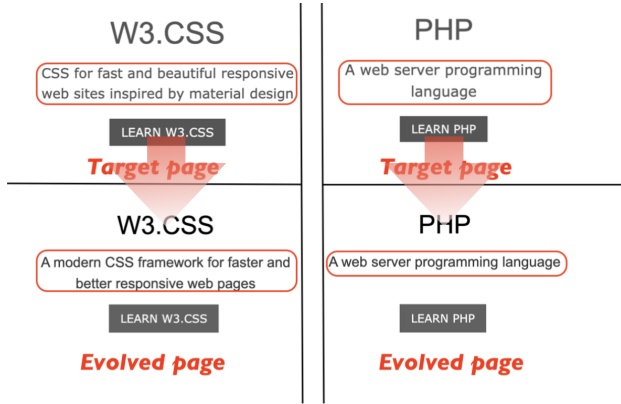 W3.CSS
CSS for fast and beautiful responsive
web sites inspired by material design
LEARN W3.CSS
Target page
W3.CSS
A modern CSS framework for faster and
better responsive web pages
LEARN W3.CSS
Evolved page
PHP
A web server programming
language
LEARN PHP
Target page
PHP
A web server programming language
LEARN PHP
Evolved page